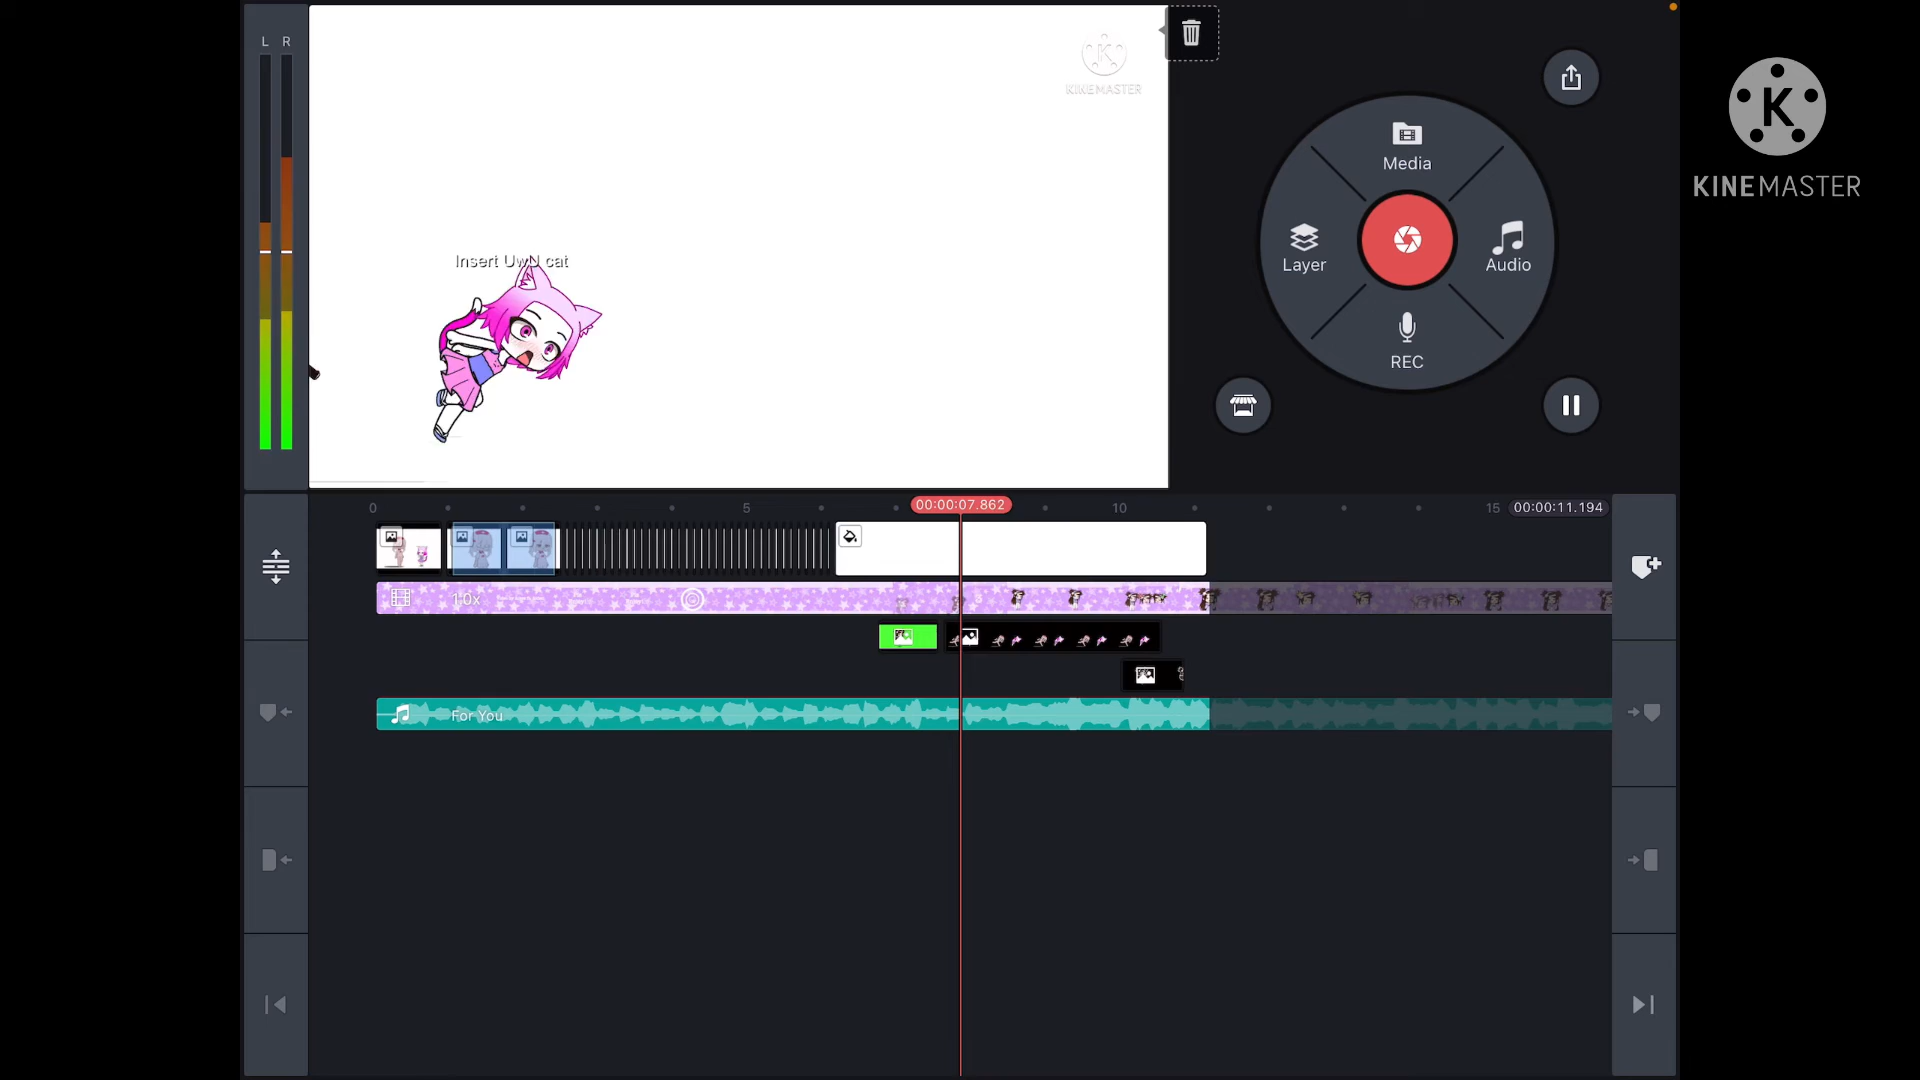 L R
KINEMASTER
Insert UwU cat
Media
Layer
Audio
REC
K
KINEMASTER
0
5
00:00:07.862
10
15
00:00:11.194
1.0x
For You